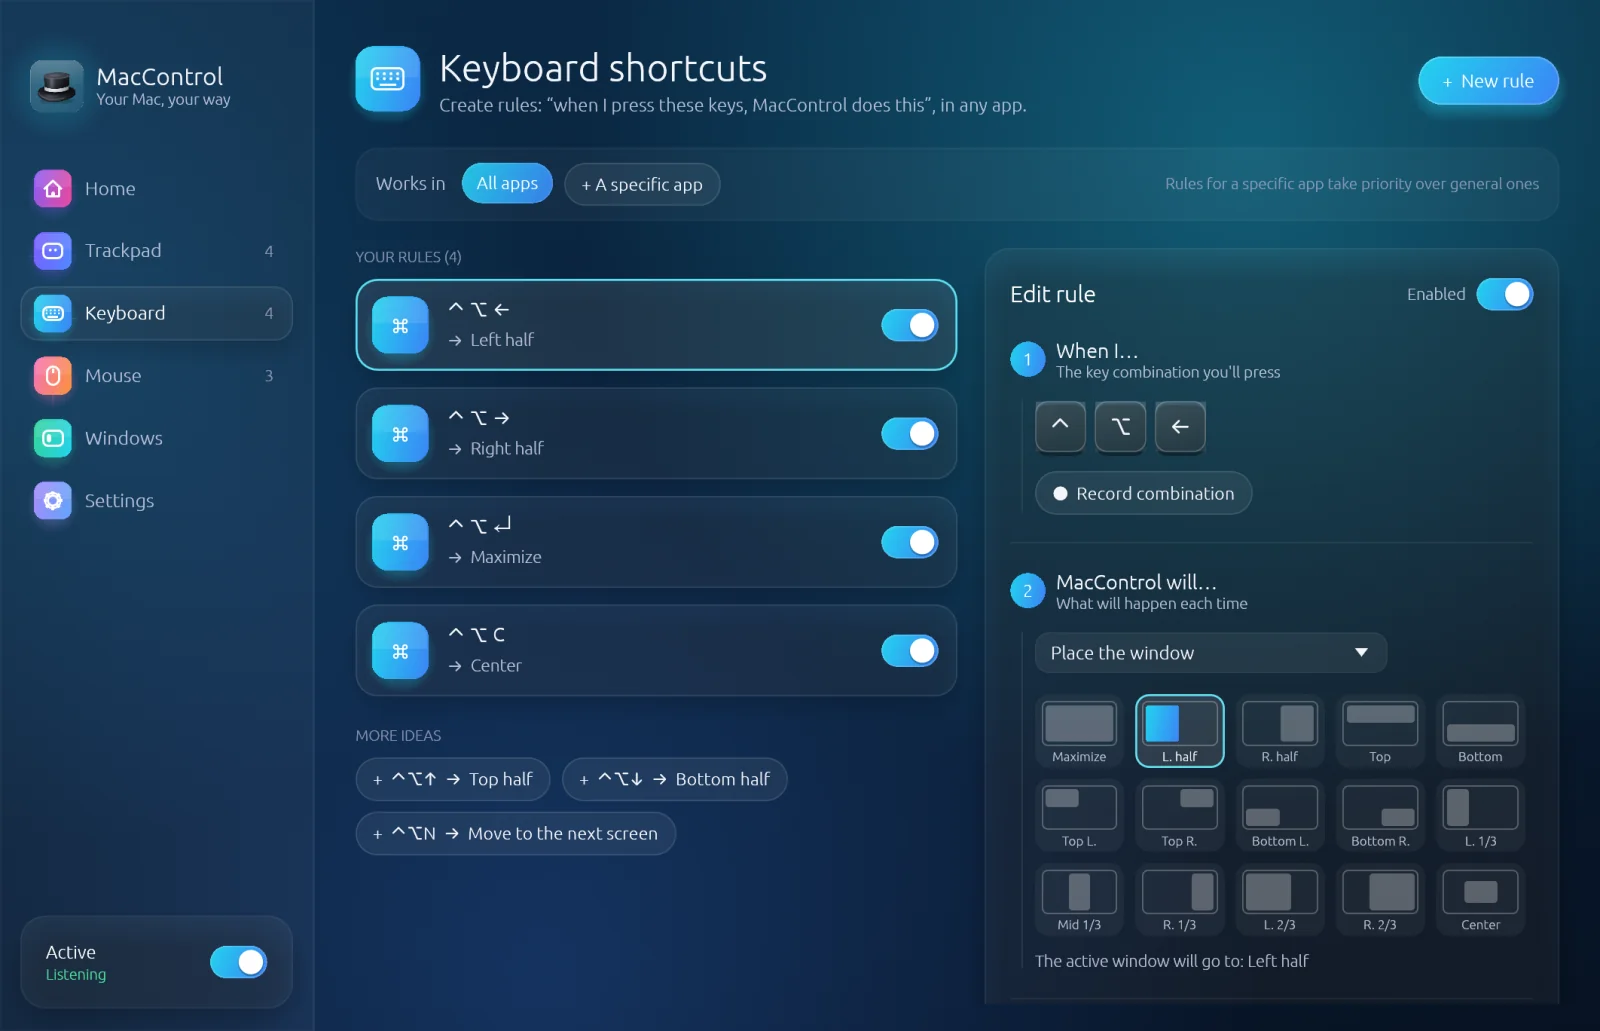 MacControl
Your Mac, your way
Home
Trackpad 4
Keyboard 4
Mouse 3
Windows
Settings
Active
Listening
Keyboard shortcuts
Create rules: “when I press these keys, MacControl does this”, in any app.
+ New rule
Works in All apps + A specific app Rules for a specific app take priority over general ones
YOUR RULES (4)
⌘ ^ ⌥ ←
→ Left half
⌘ ^ ⌥ →
→ Right half
⌘ ^ ⌥ ↵
→ Maximize
⌘ ^ ⌥ C
→ Center
MORE IDEAS
+ ^⌥↑ → Top half + ^⌥↓ → Bottom half
+ ^⌥N → Move to the next screen
Edit rule Enabled
1 When I...
The key combination you'll press
^ ⌥ ←
Record combination
2 MacControl will...
What will happen each time
Place the window
Maximize L. half R. half Top Bottom
Top L. Top R. Bottom L. Bottom R. L. 1/3
Mid 1/3 R. 1/3 L. 2/3 R. 2/3 Center
The active window will go to: Left half